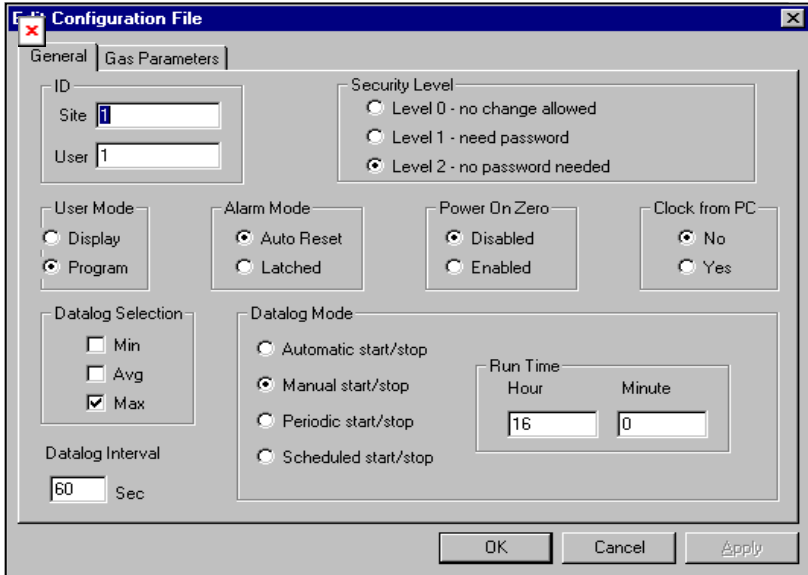 Edit Configuration File
General Gas Parameters
ID
Site 1
User 1
Security Level
Level 0 - no change allowed
Level 1 - need password
Level 2 - no password needed
User Mode
Display
Program
Alarm Mode
Auto Reset
Latched
Power On Zero
Disabled
Enabled
Clock from PC
No
Yes
Datalog Selection
Min
Avg
Max
Datalog Interval
60 Sec
Datalog Mode
Automatic start/stop
Manual start/stop
Periodic start/stop
Scheduled start/stop
Run Time
Hour Minute
16 0
OK Cancel Apply